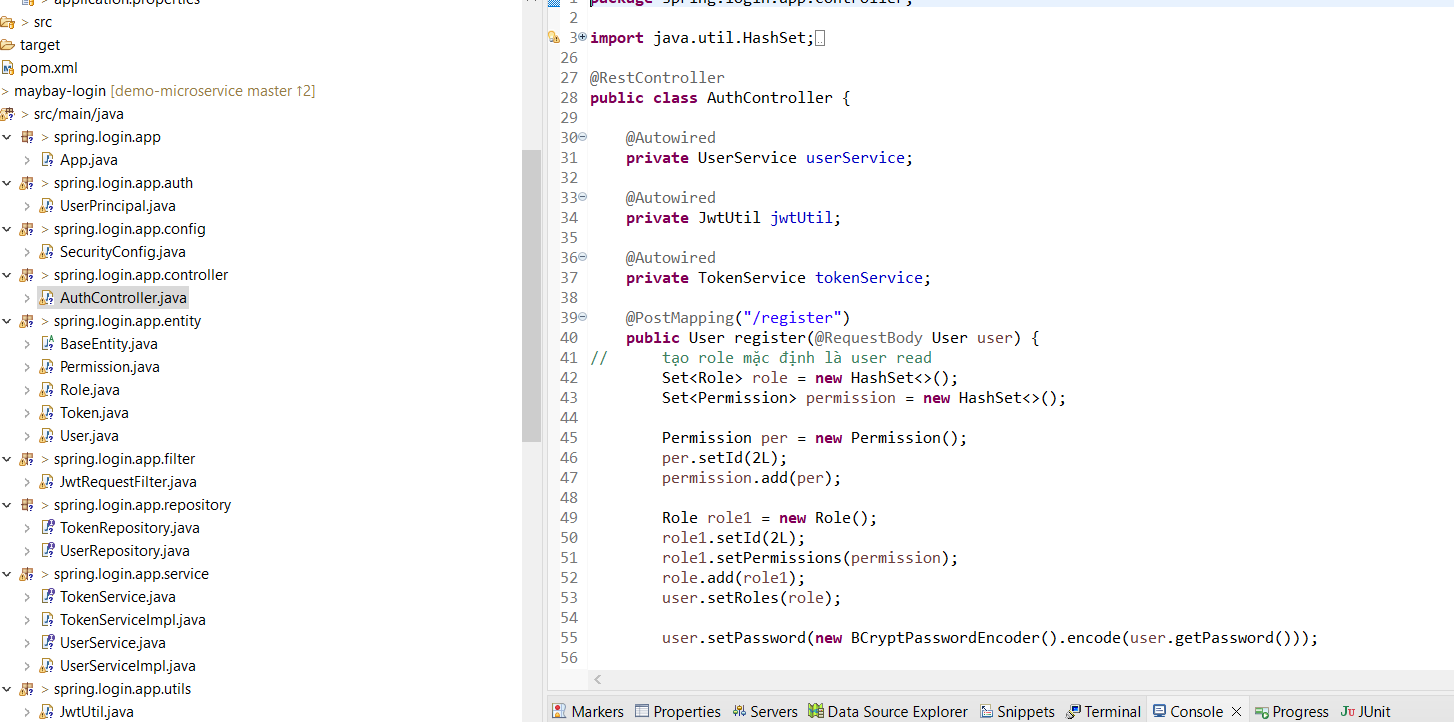 application.properties
> src
target
pom.xml
> maybay-login [demo-microservice master ↑2]
> src/main/java
> spring.login.app
App.java
> spring.login.app.auth
UserPrincipal.java
> spring.login.app.config
SecurityConfig.java
> spring.login.app.controller
AuthController.java
> spring.login.app.entity
BaseEntity.java
Permission.java
Role.java
Token.java
User.java
> spring.login.app.filter
JwtRequestFilter.java
> spring.login.app.repository
TokenRepository.java
UserRepository.java
> spring.login.app.service
TokenService.java
TokenServiceImpl.java
UserService.java
UserServiceImpl.java
> spring.login.app.utils
JwtUtil.java
1 package spring.login.app.controller;
2
3 import java.util.HashSet;
26
27 @RestController
28 public class AuthController {
29
30 @Autowired
31 private UserService userService;
32
33 @Autowired
34 private JwtUtil jwtUtil;
35
36 @Autowired
37 private TokenService tokenService;
38
39 @PostMapping("/register")
40 public User register(@RequestBody User user) {
41 // tạo role mặc định là user read
42 Set<Role> role = new HashSet<>();
43 Set<Permission> permission = new HashSet<>();
44
45 Permission per = new Permission();
46 per.setId(2L);
47 permission.add(per);
48
49 Role role1 = new Role();
50 role1.setId(2L);
51 role1.setPermissions(permission);
52 role.add(role1);
53 user.setRoles(role);
54
55 user.setPassword(new BCryptPasswordEncoder().encode(user.getPassword()));
56
Markers Properties Servers Data Source Explorer Snippets Terminal Console Progress JUnit